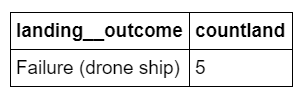 landing__outcome countland
Failure (drone ship) 5